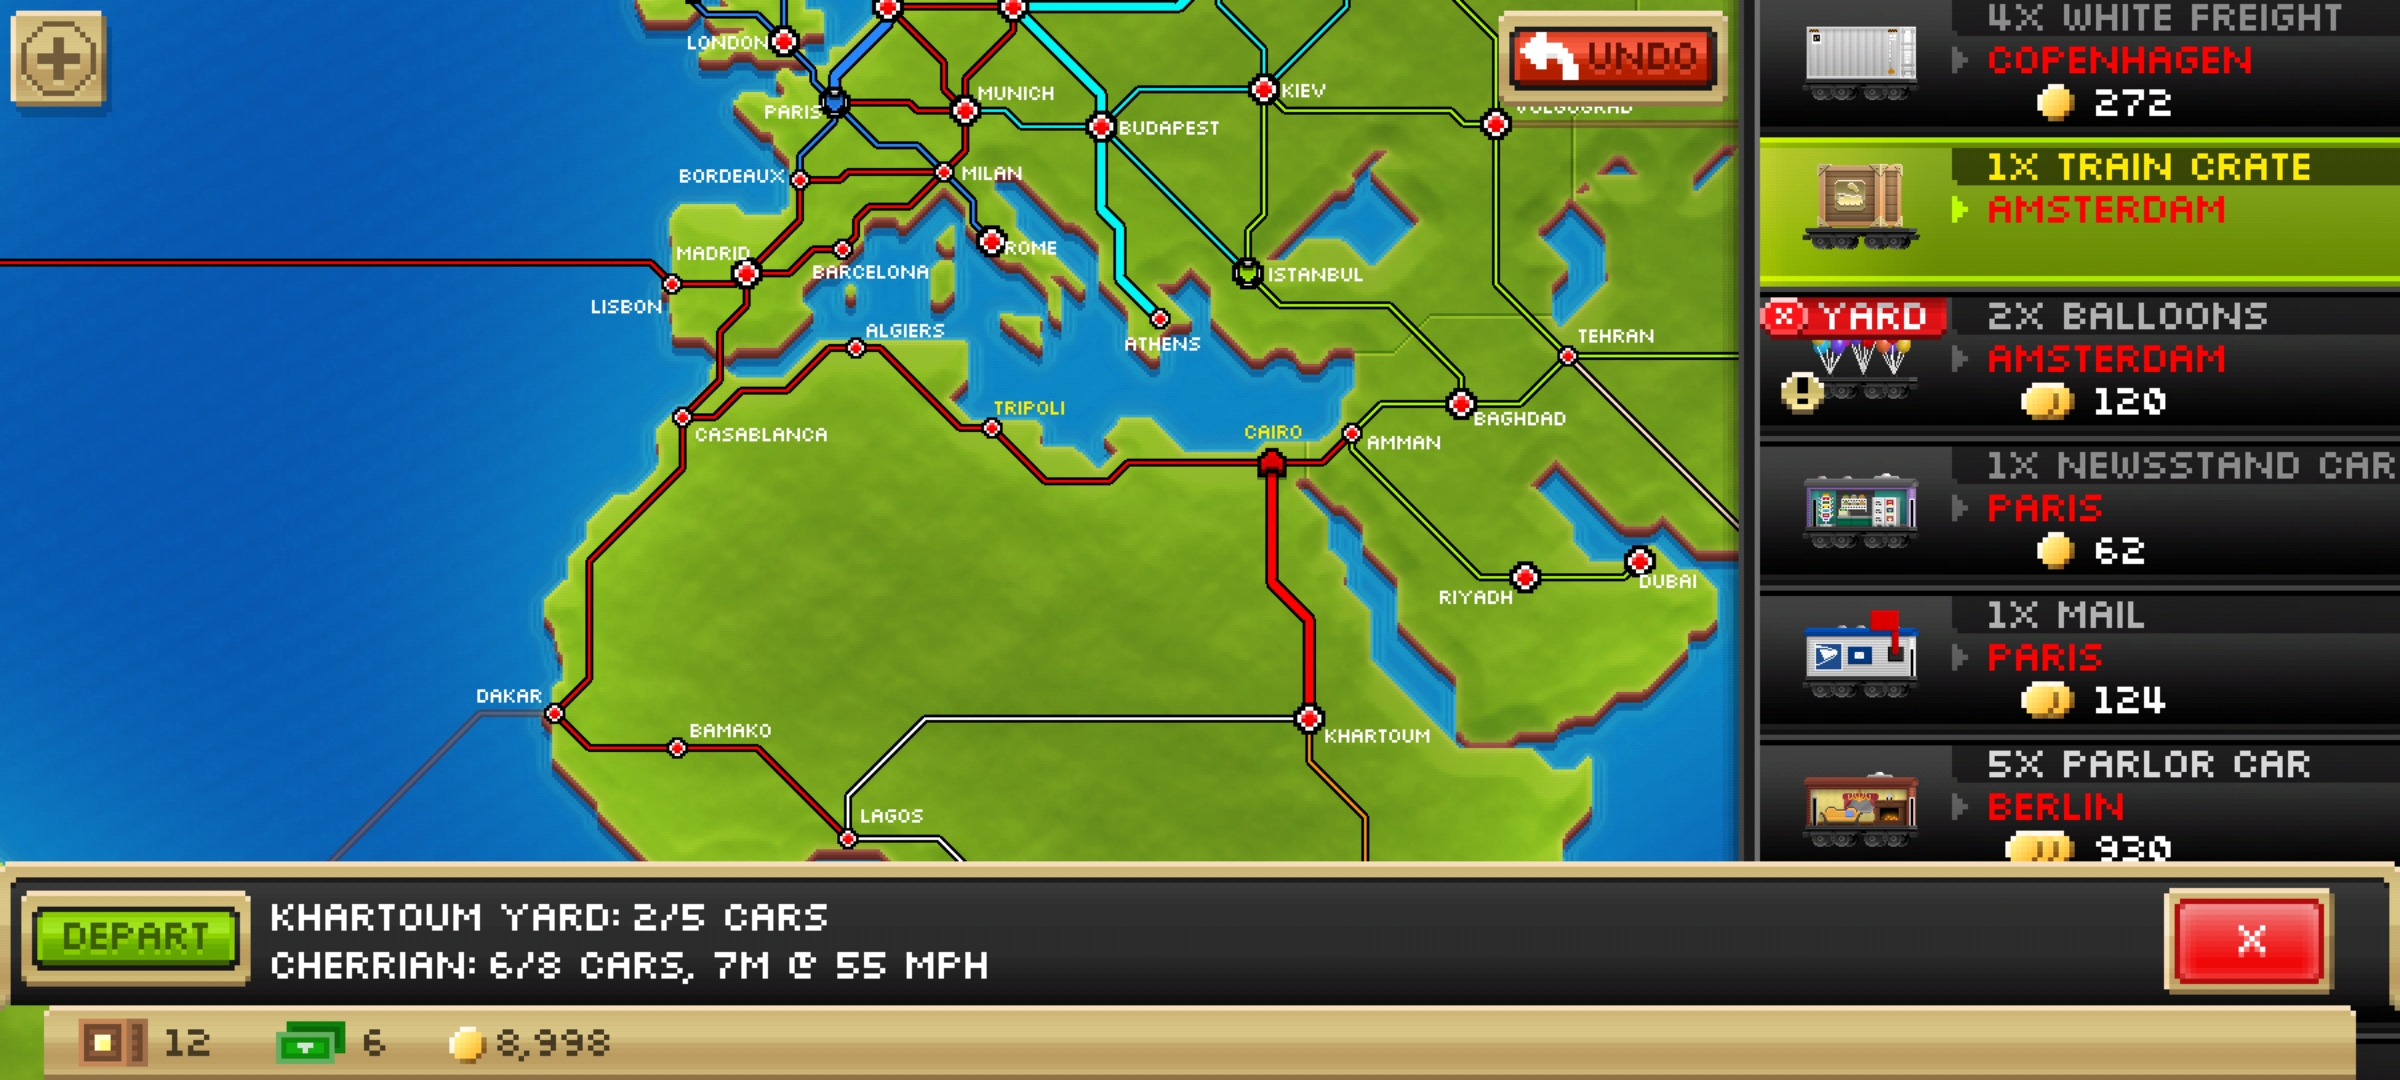 LONDON
PARIS
MUNICH
BUDAPEST
KIEV
VOLGOGRAD
BORDEAUX
MILAN
MADRID
BARCELONA
ROME
LISBON
ISTANBUL
ALGIERS
ATHENS
TEHRAN
TRIPOLI
CAIRO
CASABLANCA
AMMAN
BAGHDAD
RIYADH
DUBAI
DAKAR
BAMAKO
KHARTOUM
LAGOS
UNDO
4X WHITE FREIGHT
COPENHAGEN
272
1X TRAIN CRATE
AMSTERDAM
YARD
2X BALLOONS
AMSTERDAM
120
1X NEWSSTAND CAR
PARIS
62
1X MAIL
PARIS
124
5X PARLOR CAR
BERLIN
930
DEPART
KHARTOUM YARD: 2/5 CARS
CHERRIAN: 6/8 CARS, 7M @ 55 MPH
X
12
6
8,998